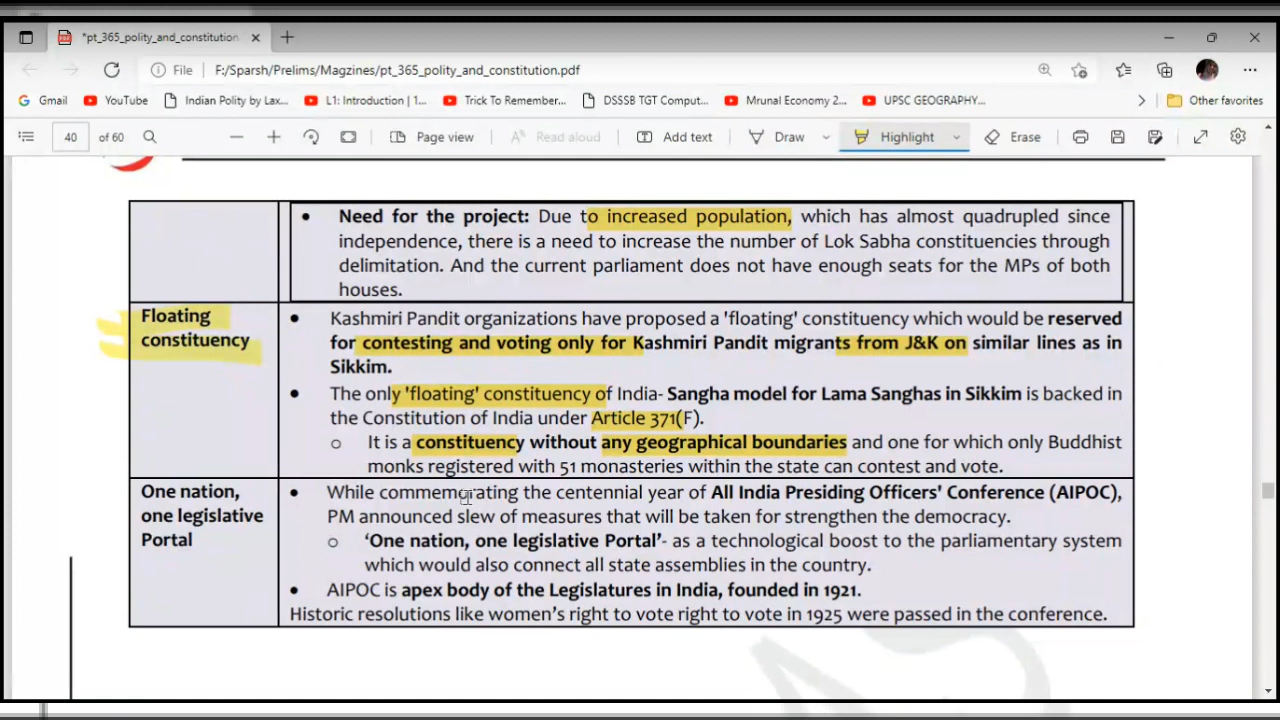 *pt_365_polity_and_constitution
File F:/Sparsh/Prelims/Magzines/pt_365_polity_and_constitution.pdf
Gmail YouTube Indian Polity by Lax... L1: Introduction | 1... Trick To Remember... DSSSB TGT Comput... Mrunal Economy 2... UPSC GEOGRAPHY... Other favorites
40 of 60 Page view Read aloud Add text Draw Highlight Erase
• Need for the project: Due to increased population, which has almost quadrupled since
independence, there is a need to increase the number of Lok Sabha constituencies through
delimitation. And the current parliament does not have enough seats for the MPs of both
houses.
Floating
constituency
• Kashmiri Pandit organizations have proposed a 'floating' constituency which would be reserved
for contesting and voting only for Kashmiri Pandit migrants from J&K on similar lines as in
Sikkim.
• The only 'floating' constituency of India- Sangha model for Lama Sanghas in Sikkim is backed in
the Constitution of India under Article 371(F).
o It is a constituency without any geographical boundaries and one for which only Buddhist
monks registered with 51 monasteries within the state can contest and vote.
One nation,
one legislative
Portal
• While commemorating the centennial year of All India Presiding Officers' Conference (AIPOC),
PM announced slew of measures that will be taken for strengthen the democracy.
o ‘One nation, one legislative Portal’- as a technological boost to the parliamentary system
which would also connect all state assemblies in the country.
• AIPOC is apex body of the Legislatures in India, founded in 1921.
Historic resolutions like women’s right to vote right to vote in 1925 were passed in the conference.